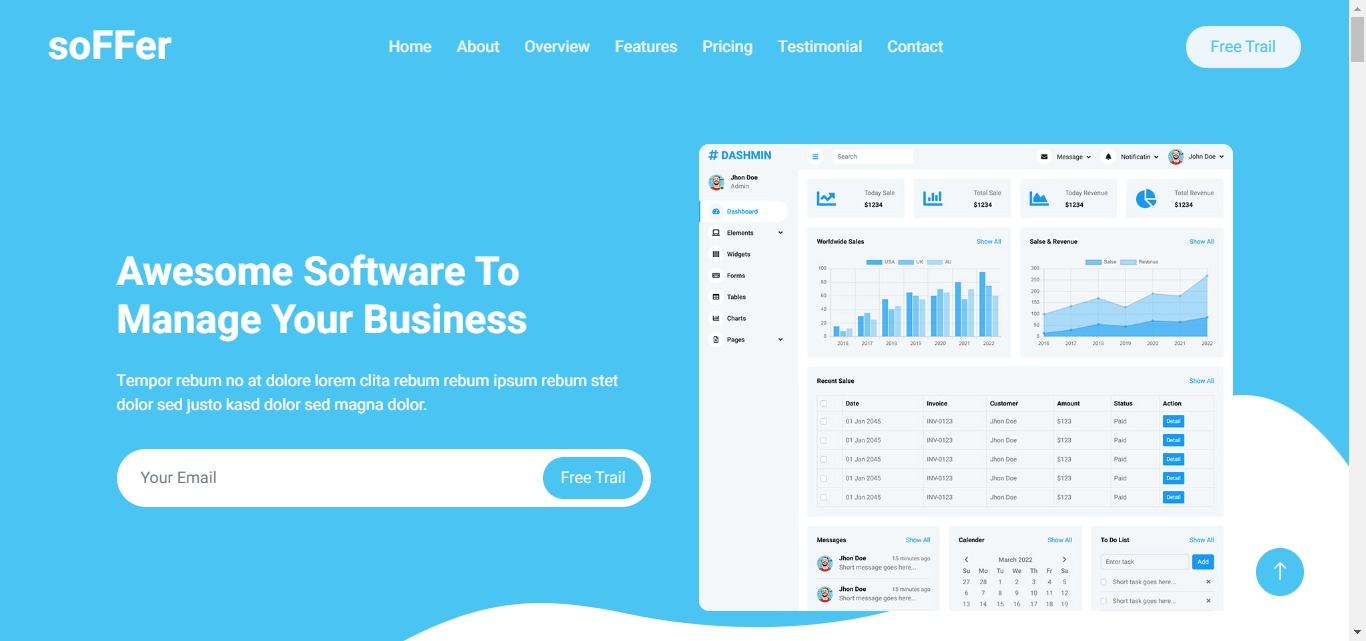 soFFer
Home About Overview Features Pricing Testimonial Contact
Free Trail
Awesome Software To
Manage Your Business
Tempor rebum no at dolore lorem clita rebum rebum ipsum rebum stet
dolor sed justo kasd dolor sed magna dolor.
Your Email
Free Trail
# DASHMIN
Search
Message
Notificatin
John Doe
Jhon Doe
Admin
Dashboard
Elements
Widgets
Forms
Tables
Charts
Pages
Today Sale
$1234
Total Sale
$1234
Today Revenue
$1234
Total Revenue
$1234
Worldwide Sales Show All
USA UK AU
100
80
60
40
20
0
2016 2017 2018 2019 2020 2021 2022
Salse & Revenue Show All
Salse Revenue
300
250
200
150
100
50
0
2016 2017 2018 2019 2020 2021 2022
Recent Salse Show All
Date Invoice Customer Amount Status Action
01 Jan 2045 INV-0123 Jhon Doe $123 Paid Detail
01 Jan 2045 INV-0123 Jhon Doe $123 Paid Detail
01 Jan 2045 INV-0123 Jhon Doe $123 Paid Detail
01 Jan 2045 INV-0123 Jhon Doe $123 Paid Detail
01 Jan 2045 INV-0123 Jhon Doe $123 Paid Detail
Messages Show All
Jhon Doe 15 minutes ago
Short message goes here...
Jhon Doe 15 minutes ago
Short message goes here...
Calender Show All
March 2022
Su Mo Tu We Th Fr Sa
27 28 1 2 3 4 5
6 7 8 9 10 11 12
13 14 15 16 17 18 19
To Do List Show All
Enter task Add
Short task goes here...
Short task goes here...